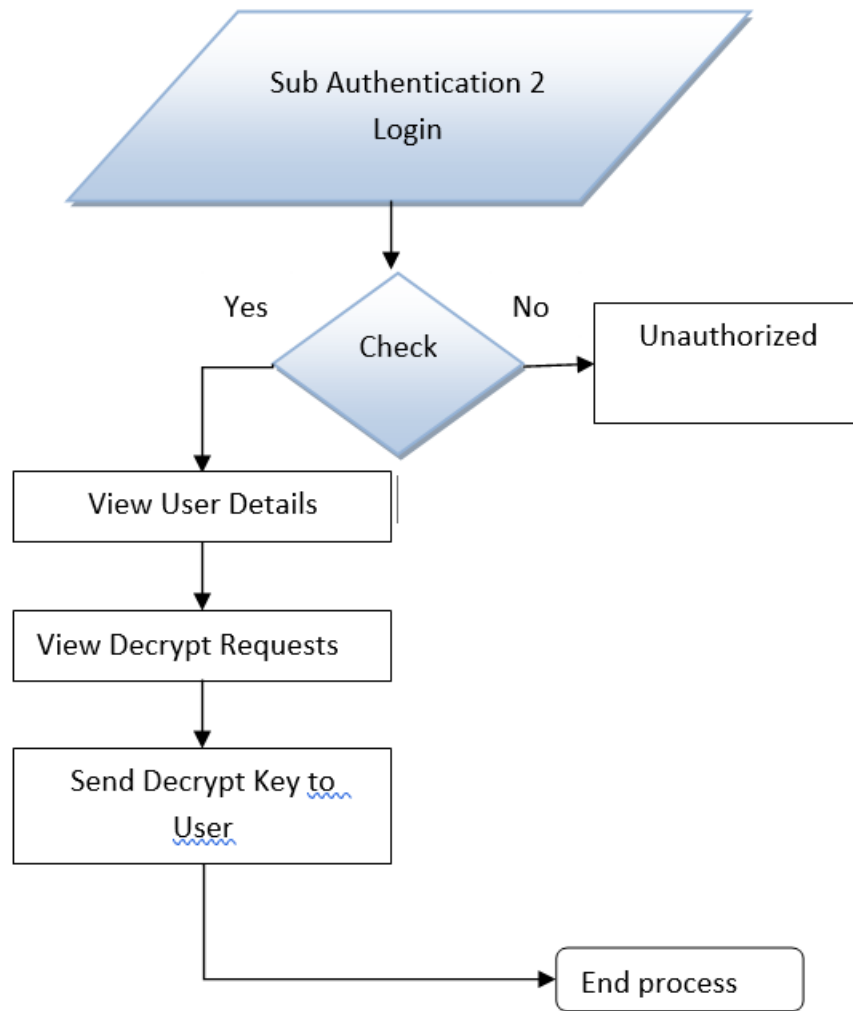 Sub Authentication 2
Login
Yes
No
Check
Unauthorized
View User Details
View Decrypt Requests
Send Decrypt Key to
User
End process